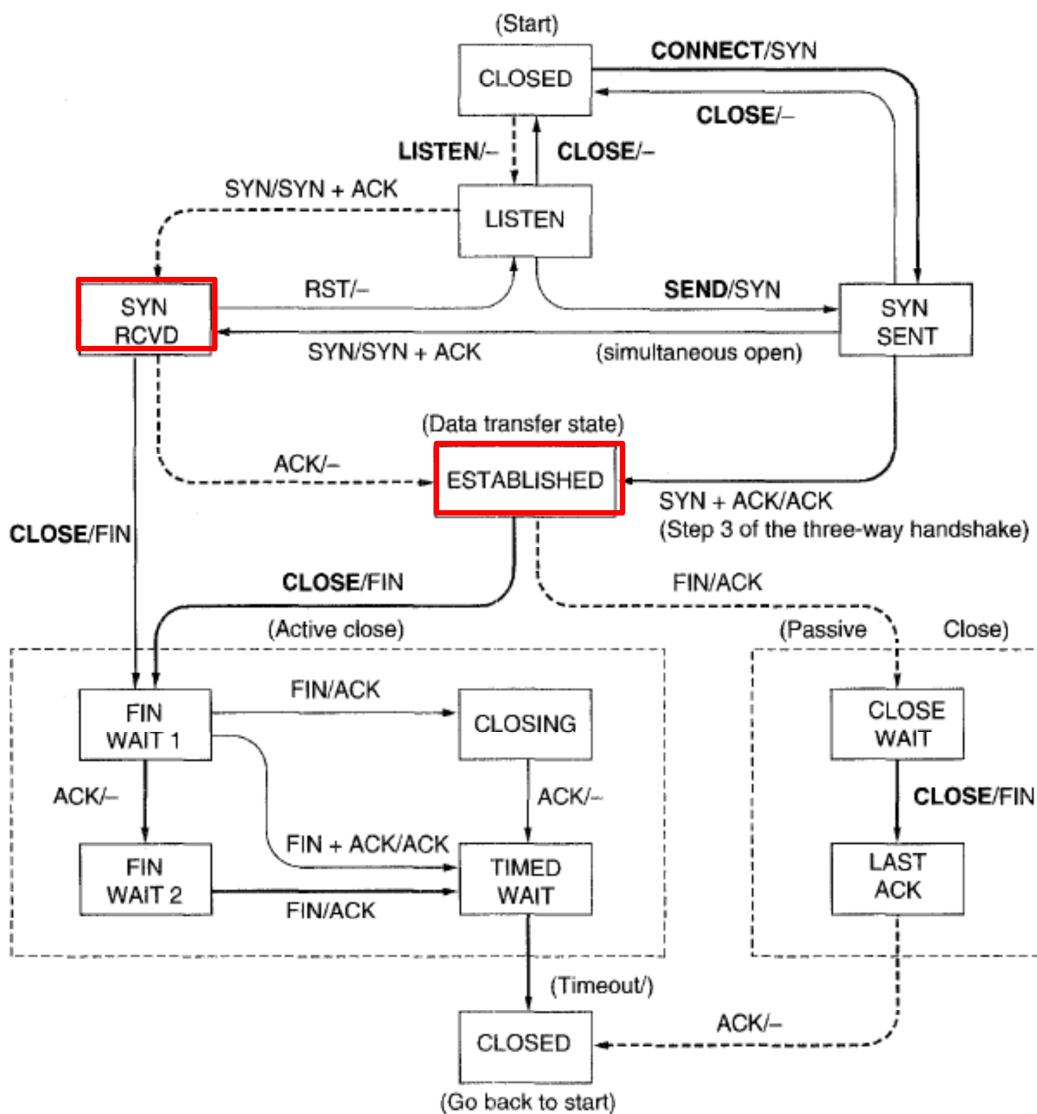 (Start)
CONNECT/SYN
CLOSED
CLOSE/–
LISTEN/–
CLOSE/–
SYN/SYN + ACK
LISTEN
RST/–
SEND/SYN
SYN
RCVD
SYN
SENT
SYN/SYN + ACK
(simultaneous open)
(Data transfer state)
ACK/–
ESTABLISHED
SYN + ACK/ACK
(Step 3 of the three-way handshake)
CLOSE/FIN
CLOSE/FIN
FIN/ACK
(Active close)
(Passive Close)
FIN/ACK
FIN
WAIT 1
CLOSING
CLOSE
WAIT
ACK/–
ACK/–
CLOSE/FIN
FIN + ACK/ACK
FIN
WAIT 2
TIMED
WAIT
LAST
ACK
FIN/ACK
(Timeout/)
ACK/–
CLOSED
(Go back to start)